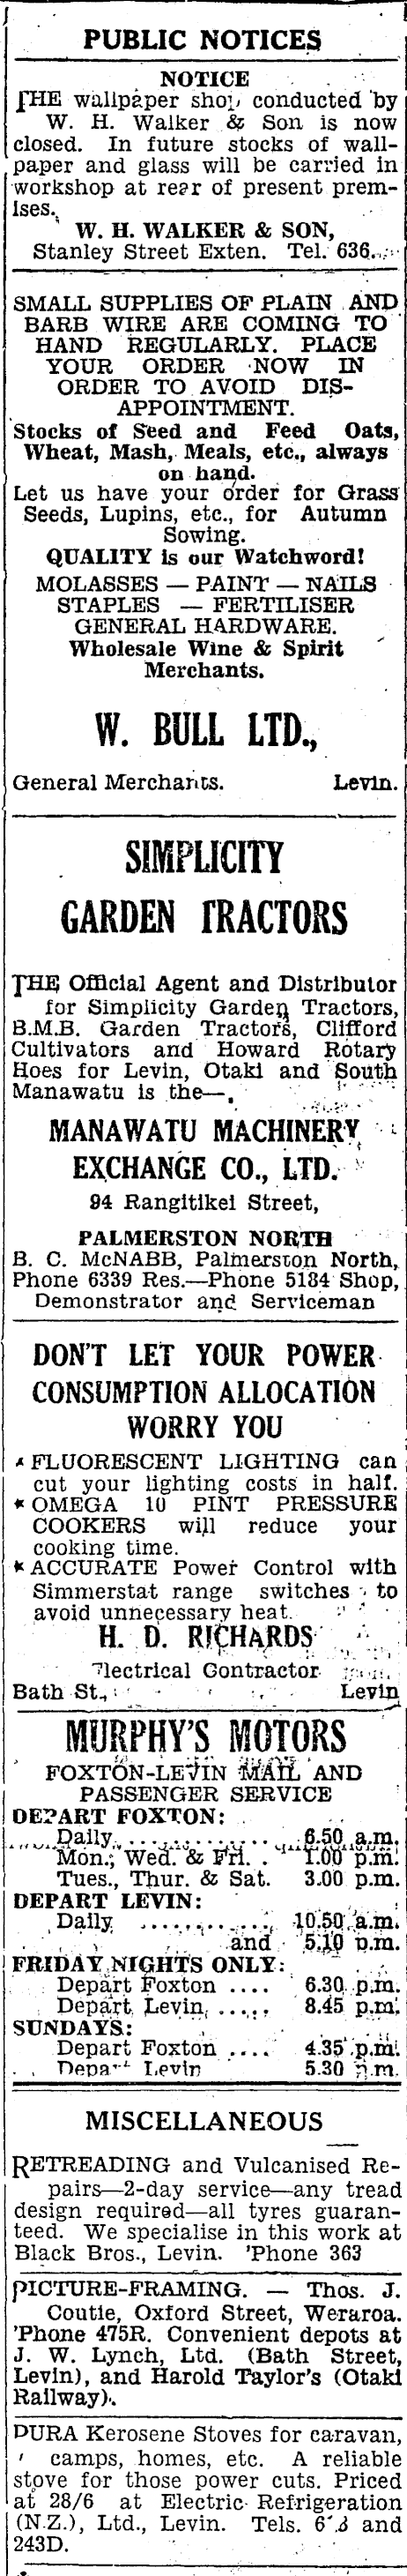 PUBLIC NOTICES
NOTICE
THE wallpaper shop conducted by
W. H. Walker & Son is now
closed. In future stocks of wall-
paper and glass will be carried in
workshop at rear of present prem-
ises.
W. H. WALKER & SON,
Stanley Street Exten. Tel. 636.
SMALL SUPPLIES OF PLAIN AND
BARB WIRE ARE COMING TO
HAND REGULARLY. PLACE
YOUR ORDER NOW IN
ORDER TO AVOID DIS-
APPOINTMENT.
Stocks of Seed and Feed Oats,
Wheat, Mash, Meals, etc., always
on hand.
Let us have your order for Grass
Seeds, Lupins, etc., for Autumn
Sowing.
QUALITY is our Watchword!
MOLASSES — PAINT — NAILS
STAPLES — FERTILISER
GENERAL HARDWARE.
Wholesale Wine & Spirit
Merchants.
W. BULL LTD.,
General Merchants. Levin.
SIMPLICITY
GARDEN TRACTORS
THE Official Agent and Distributor
for Simplicity Garden Tractors,
B.M.B. Garden Tractors, Clifford
Cultivators and Howard Rotary
Hoes for Levin, Otaki and South
Manawatu is the—
MANAWATU MACHINERY
EXCHANGE CO., LTD.
94 Rangitikei Street,
PALMERSTON NORTH
B. C. McNABB, Palmerston North,
Phone 6339 Res.—Phone 5184 Shop,
Demonstrator and Serviceman
DON'T LET YOUR POWER
CONSUMPTION ALLOCATION
WORRY YOU
* FLUORESCENT LIGHTING can
cut your lighting costs in half.
* OMEGA 10 PINT PRESSURE
COOKERS will reduce your
cooking time.
* ACCURATE Power Control with
Simmerstat range switches to
avoid unnecessary heat.
H. D. RICHARDS
Electrical Contractor
Bath St., Levin
MURPHY'S MOTORS
FOXTON-LEVIN MAIL AND
PASSENGER SERVICE
DEPART FOXTON:
Daily .............. 6.50 a.m.
Mon., Wed. & Fri. . 1.00 p.m.
Tues., Thur. & Sat. 3.00 p.m.
DEPART LEVIN:
Daily ............ 10.50 a.m.
and 5.10 p.m.
FRIDAY NIGHTS ONLY:
Depart Foxton .... 6.30 p.m.
Depart Levin ..... 8.45 p.m.
SUNDAYS:
Depart Foxton .... 4.35 p.m.
Depart Levin 5.30 p.m.
MISCELLANEOUS
RETREADING and Vulcanised Re-
pairs—2-day service—any tread
design required—all tyres guaran-
teed. We specialise in this work at
Black Bros., Levin. 'Phone 363
PICTURE-FRAMING. — Thos. J.
Coutie, Oxford Street, Weraroa.
'Phone 475R. Convenient depots at
J. W. Lynch, Ltd. (Bath Street,
Levin), and Harold Taylor's (Otaki
Railway).
PURA Kerosene Stoves for caravan,
camps, homes, etc. A reliable
stove for those power cuts. Priced
at 28/6 at Electric Refrigeration
(N.Z.), Ltd., Levin. Tels. and
243D.